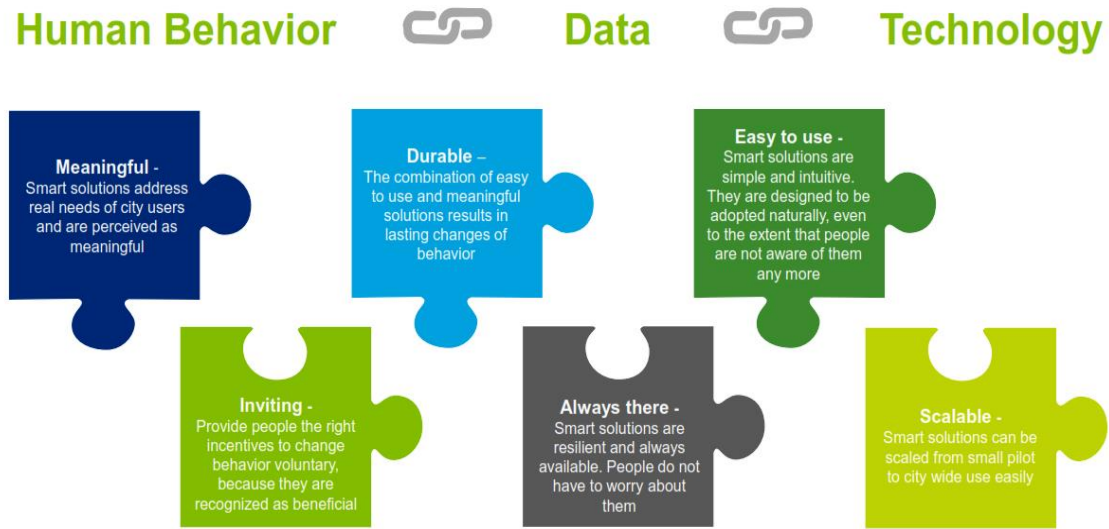 Human Behavior
Data
Technology
Meaningful -
Smart solutions address
real needs of city users
and are perceived as
meaningful
Durable –
The combination of easy
to use and meaningful
solutions results in
lasting changes of
behavior
Easy to use -
Smart solutions are
simple and intuitive.
They are designed to be
adopted naturally, even
to the extent that people
are not aware of them
any more
Inviting -
Provide people the right
incentives to change
behavior voluntary,
because they are
recognized as beneficial
Always there -
Smart solutions are
resilient and always
available. People do not
have to worry about
them
Scalable -
Smart solutions can be
scaled from small pilot
to city wide use easily